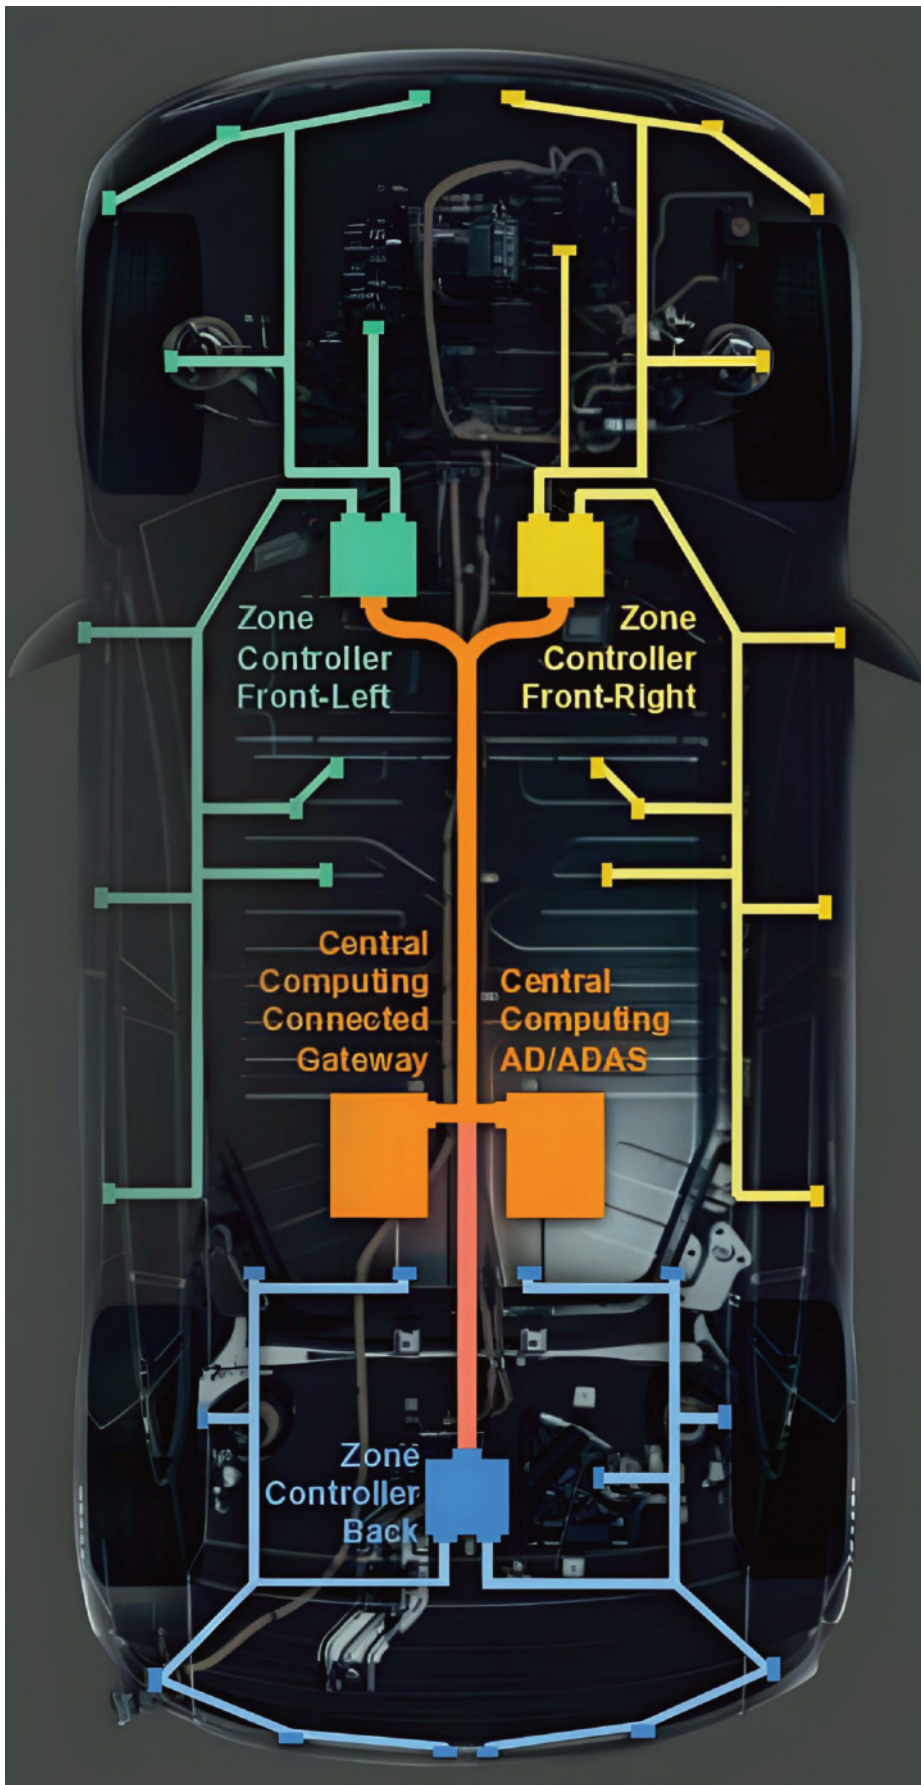 Zone
Controller
Front-Left
Zone
Controller
Front-Right
Central
Computing
Connected
Gateway
Central
Computing
AD/ADAS
Zone
Controller
Back